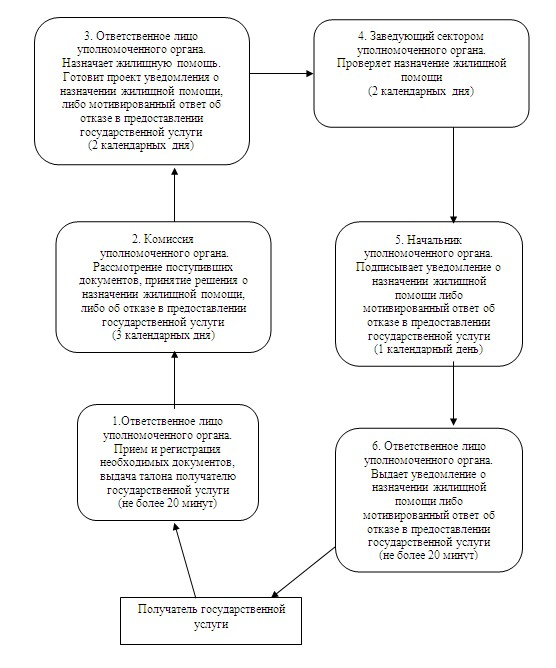 3. Ответственное лицо
уполномоченного органа.
Назначает жилищную помощь.
Готовит проект уведомления о
назначении жилищной помощи,
либо мотивированный ответ об
отказе в предоставлении
государственной услуги
(2 календарных дня)
4. Заведующий сектором
уполномоченного органа.
Проверяет назначение жилищной
помощи
(2 календарных дня)
2. Комиссия
уполномоченного органа.
Рассмотрение поступивших
документов, принятие решения о
назначении жилищной помощи,
либо об отказе в предоставлении
государственной услуги
(3 календарных дня)
5. Начальник
уполномоченного органа.
Подписывает уведомление о
назначении жилищной
помощи либо
мотивированный ответ об
отказе в предоставлении
государственной услуги
(1 календарный день)
1.Ответственное лицо
уполномоченного органа.
Прием и регистрация
необходимых документов,
выдача талона получателю
государственной услуги
(не более 20 минут)
6. Ответственное лицо
уполномоченного органа.
Выдает уведомление о
назначении жилищной
помощи либо
мотивированный ответ об
отказе в предоставлении
государственной услуги
(не более 20 минут)
Получатель государственной
услуги